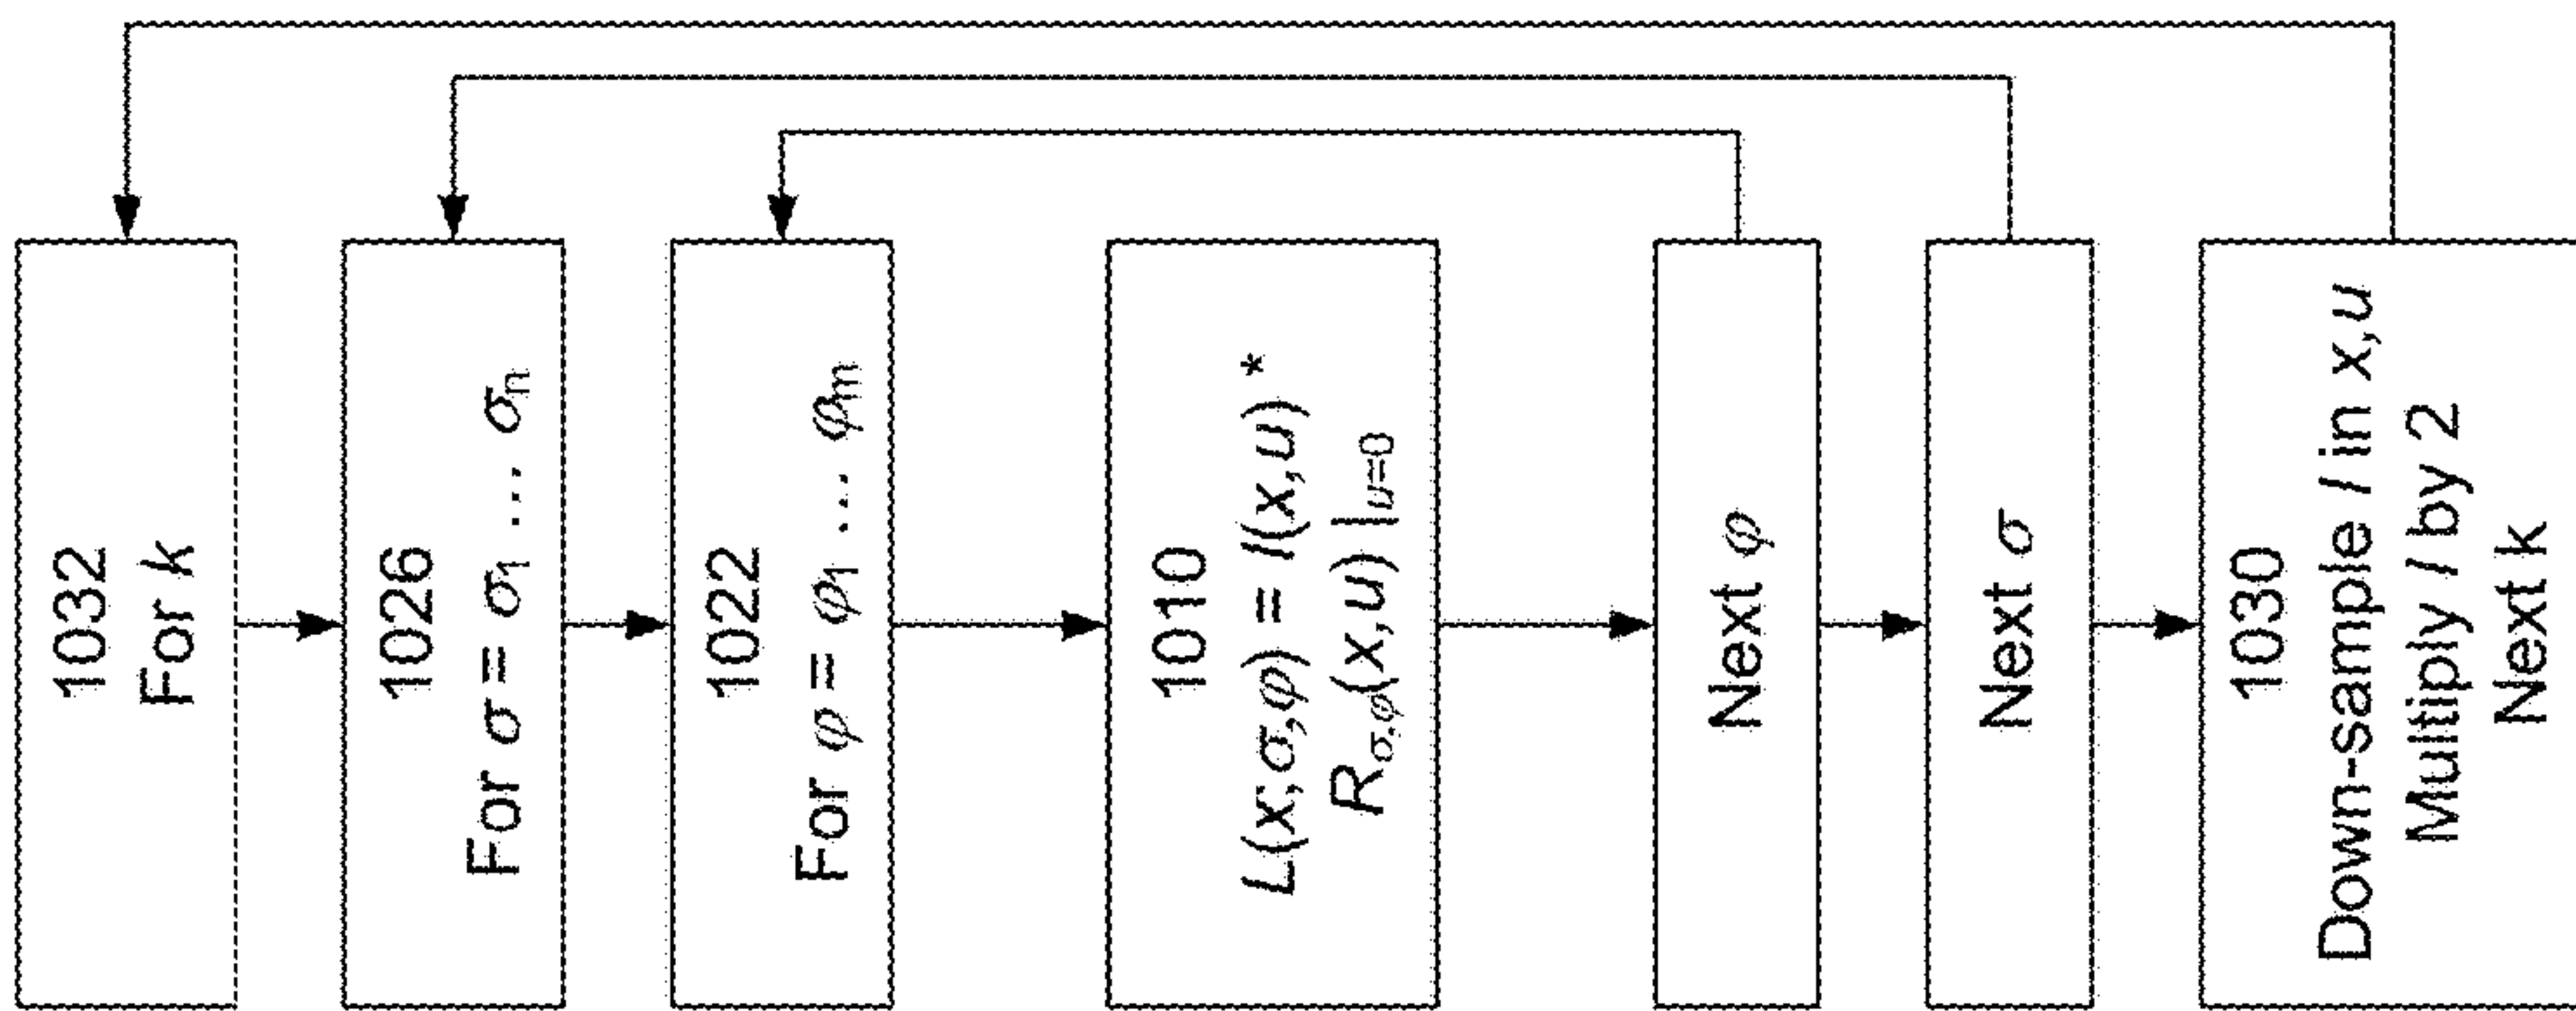 1032
For k
1026
For σ = σ₁ ... σₙ
1022
For φ = φ₁ ... φₘ
1010
L(x;σ,φ) = I(x,u) *
R_σ,φ(x,u) |ᵤ₌₀
Next φ
Next σ
1030
Down-sample I in x,u
Multiply I by 2
Next k